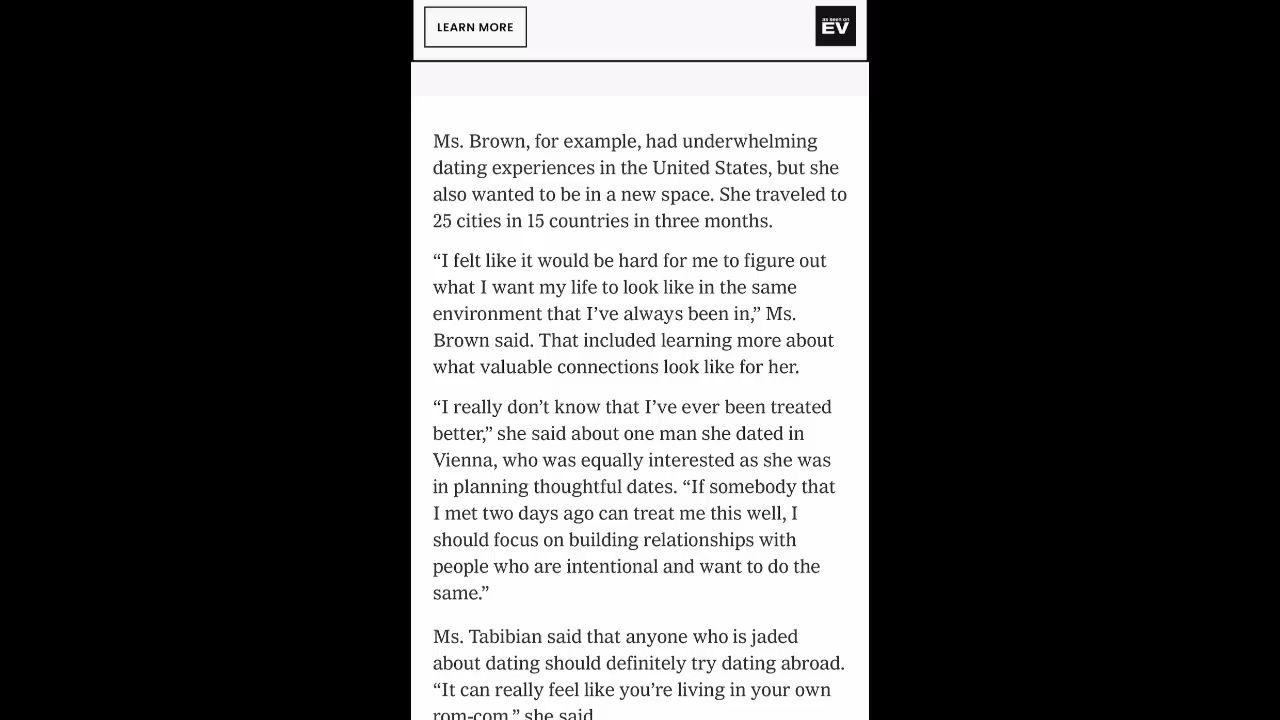 LEARN MORE
as seen on
EV
Ms. Brown, for example, had underwhelming
dating experiences in the United States, but she
also wanted to be in a new space. She traveled to
25 cities in 15 countries in three months.
“I felt like it would be hard for me to figure out
what I want my life to look like in the same
environment that I’ve always been in,” Ms.
Brown said. That included learning more about
what valuable connections look like for her.
“I really don’t know that I’ve ever been treated
better,” she said about one man she dated in
Vienna, who was equally interested as she was
in planning thoughtful dates. “If somebody that
I met two days ago can treat me this well, I
should focus on building relationships with
people who are intentional and want to do the
same.”
Ms. Tabibian said that anyone who is jaded
about dating should definitely try dating abroad.
“It can really feel like you’re living in your own
rom-com,” she said